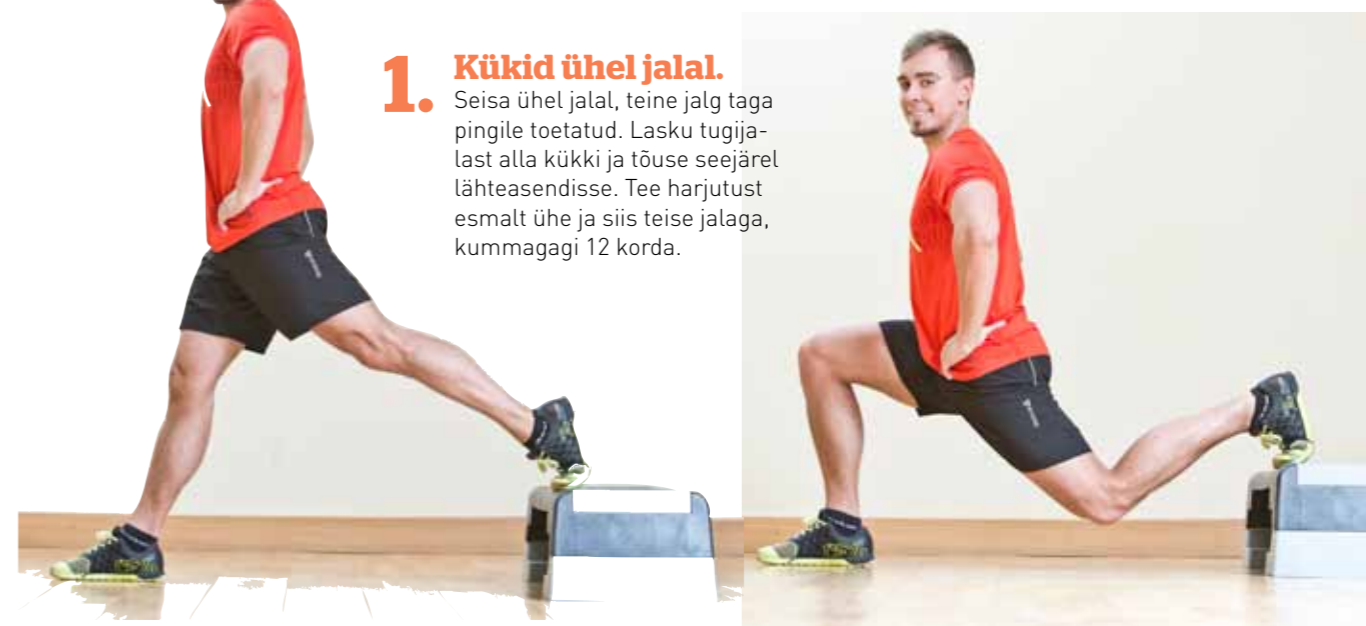 1. Kükid ühel jalal.
Seisa ühel jalal, teine jalg taga
pingile toetatud. Lasku tugija-
last alla kükki ja tõuse seejärel
lähteasendisse. Tee harjutust
esmalt ühe ja siis teise jalaga,
kummagagi 12 korda.